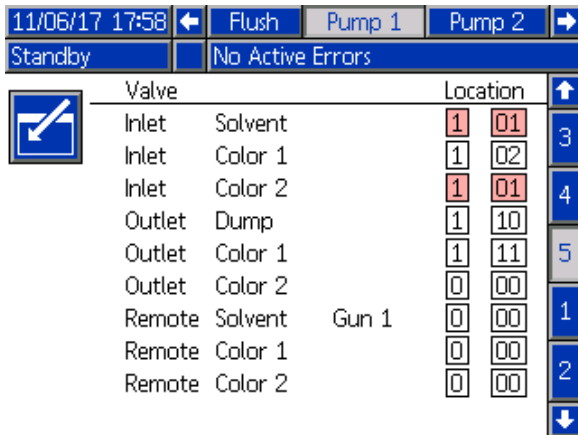 11/06/17 17:58 Flush Pump 1 Pump 2
Standby No Active Errors
Valve Location
Inlet Solvent 1 01
Inlet Color 1 1 02
Inlet Color 2 1 01
Outlet Dump 1 10
Outlet Color 1 1 11
Outlet Color 2 0 00
Remote Solvent Gun 1 0 00
Remote Color 1 0 00
Remote Color 2 0 00
3
4
5
1
2